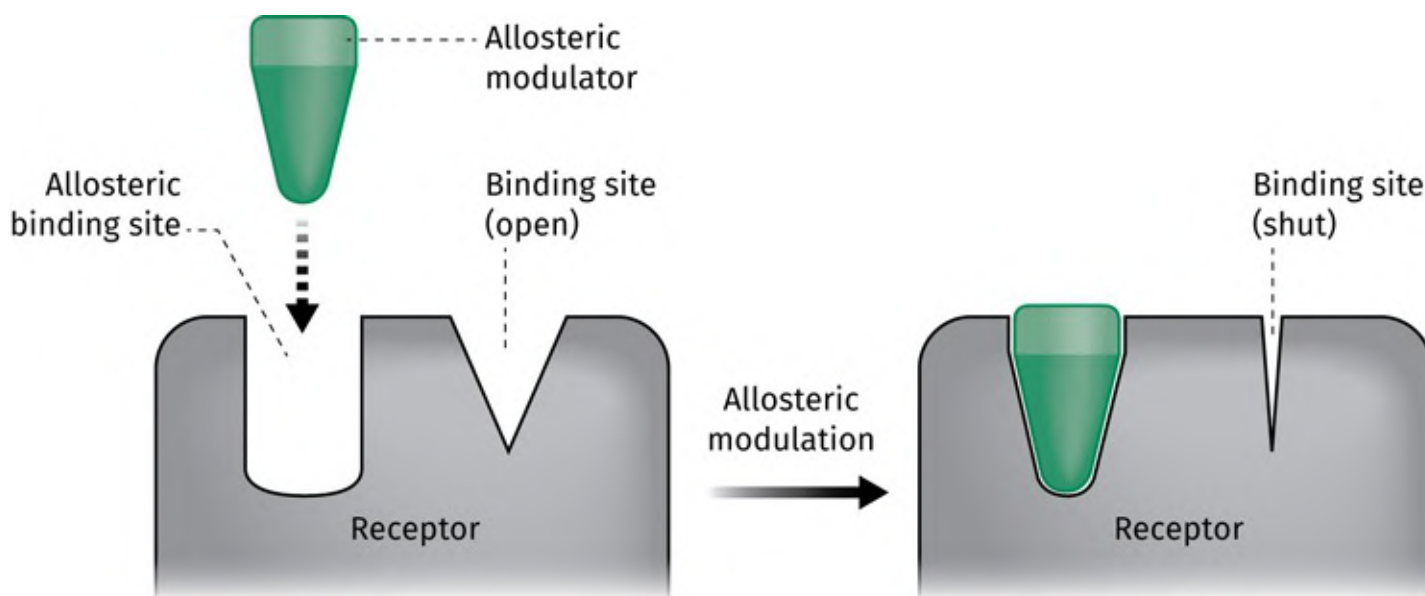 Allosteric
modulator
Allosteric
binding site
Binding site
(open)
Receptor
Allosteric
modulation
Binding site
(shut)
Receptor